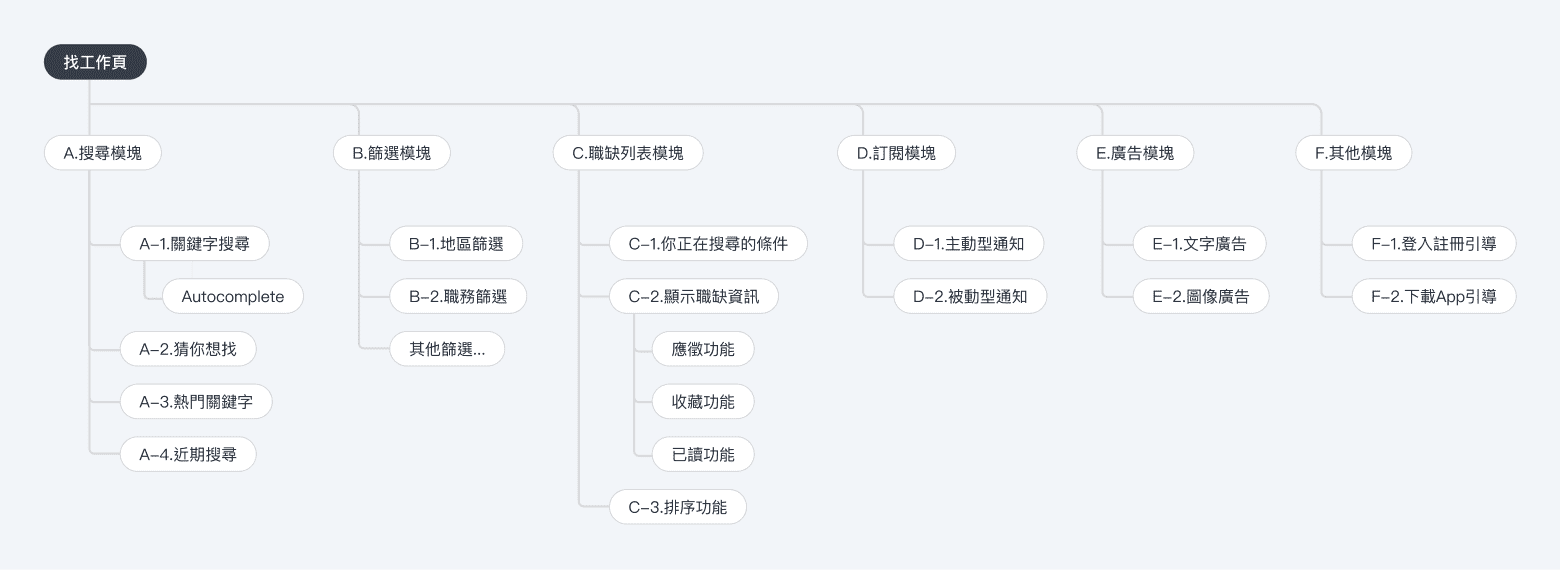 找工作頁
A.搜尋模塊
A-1.關鍵字搜尋
Autocomplete
A-2.猜你想找
A-3.熱門關鍵字
A-4.近期搜尋
B.篩選模塊
B-1.地區篩選
B-2.職務篩選
其他篩選...
C.職缺列表模塊
C-1.你正在搜尋的條件
C-2.顯示職缺資訊
應徵功能
收藏功能
已讀功能
C-3.排序功能
D.訂閱模塊
D-1.主動型通知
D-2.被動型通知
E.廣告模塊
E-1.文字廣告
E-2.圖像廣告
F.其他模塊
F-1.登入註冊引導
F-2.下載App引導